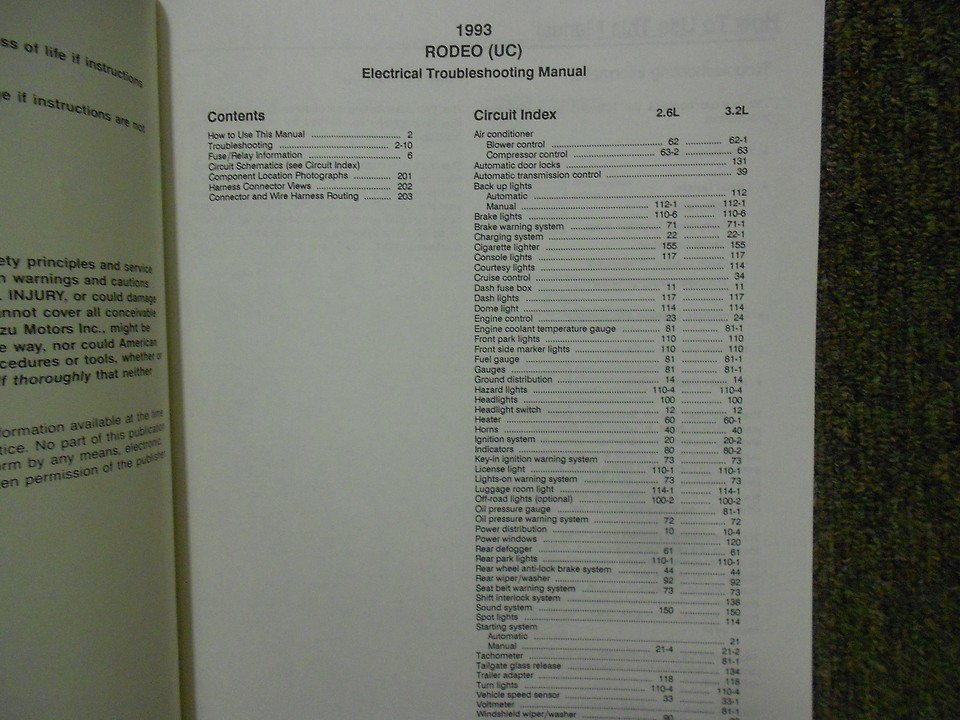 ss of life if instructions
ge if instructions are not
ety principles and service
n warnings and cautions
INJURY, or could damage
annot cover all conceivable
zu Motors Inc., might be
e way, nor could American
cedures or tools, whether or
f thoroughly that neither
formation available at the time
tice. No part of this publication
orm by any means, electronic,
en permission of the publisher
1993
RODEO (UC)
Electrical Troubleshooting Manual
Contents
How to Use This Manual 2
Troubleshooting 2-10
Fuse/Relay Information 6
Circuit Schematics (see Circuit Index)
Component Location Photographs 201
Harness Connector Views 202
Connector and Wire Harness Routing 203
Circuit Index 2.6L 3.2L
Air conditioner
Blower control 62 62-1
Compressor control 63-2 63
Automatic door locks 131
Automatic transmission control 39
Back up lights
Automatic 112
Manual 112-1 112-1
Brake lights 110-6 110-6
Brake warning system 71 71-1
Charging system 22 22-1
Cigarette lighter 155 155
Console lights 117 117
Courtesy lights 114
Cruise control 34
Dash fuse box 11 11
Dash lights 117 117
Dome light 114 114
Engine control 23 24
Engine coolant temperature gauge 81 81-1
Front park lights 110 110
Front side marker lights 110 110
Fuel gauge 81 81-1
Gauges 81 81-1
Ground distribution 14 14
Hazard lights 110-4 110-4
Headlights 100 100
Headlight switch 12 12
Heater 60 60-1
Horns 40 40
Ignition system 20 20-2
Indicators 80 80-2
Key-in ignition warning system 73 73
License light 110-1 110-1
Lights-on warning system 73 73
Luggage room light 114-1 114-1
Off-road lights (optional) 100-2 100-2
Oil pressure gauge 81-1
Oil pressure warning system 72 72
Power distribution 10 10-4
Power windows 120
Rear defogger 61 61
Rear park lights 110-1 110-1
Rear wheel anti-lock brake system 44 44
Rear wiper/washer 92 92
Seat belt warning system 73 73
Shift interlock system 138
Sound system 150 150
Spot lights 114
Starting system
Automatic 21
Manual 21-4 21-2
Tachometer 81-1
Tailgate glass release 134
Trailer adapter 118 118
Turn lights 110-4 110-4
Vehicle speed sensor 33 33-1
Voltmeter 81-1
Windshield wiper/washer 90